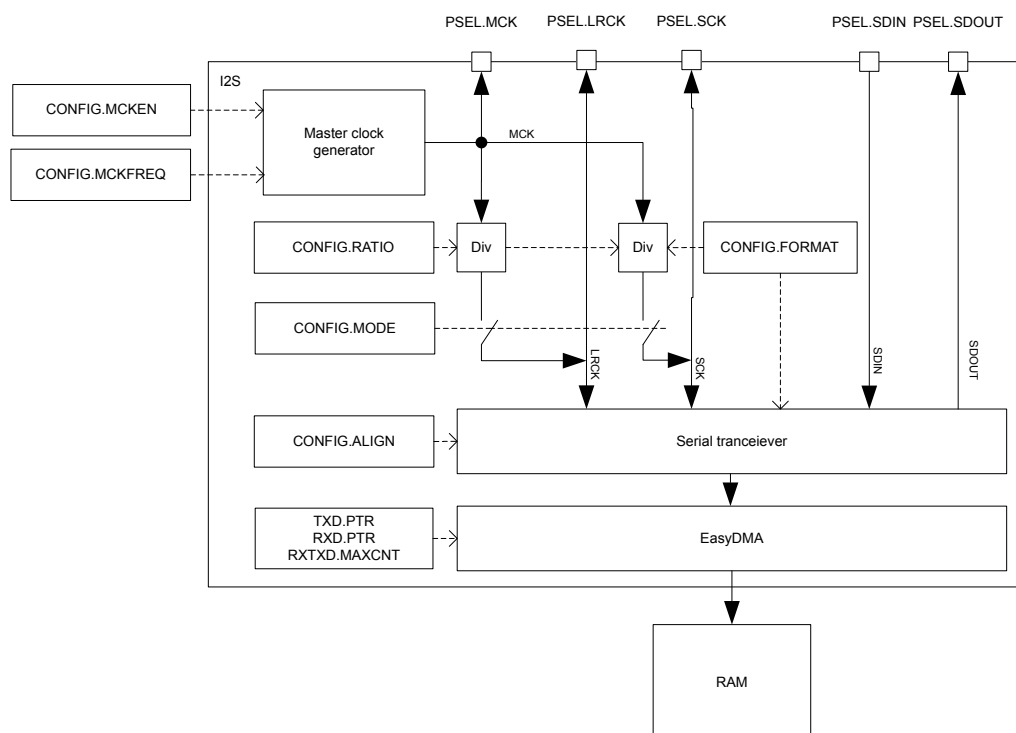 PSEL.MCK
PSEL.LRCK
PSEL.SCK
PSEL.SDIN
PSEL.SDOUT
I2S
CONFIG.MCKEN
CONFIG.MCKFREQ
Master clock
generator
MCK
CONFIG.RATIO
Div
Div
CONFIG.FORMAT
CONFIG.MODE
LRCK
SCK
SDIN
SDOUT
CONFIG.ALIGN
Serial tranceiever
TXD.PTR
RXD.PTR
RXTXD.MAXCNT
EasyDMA
RAM